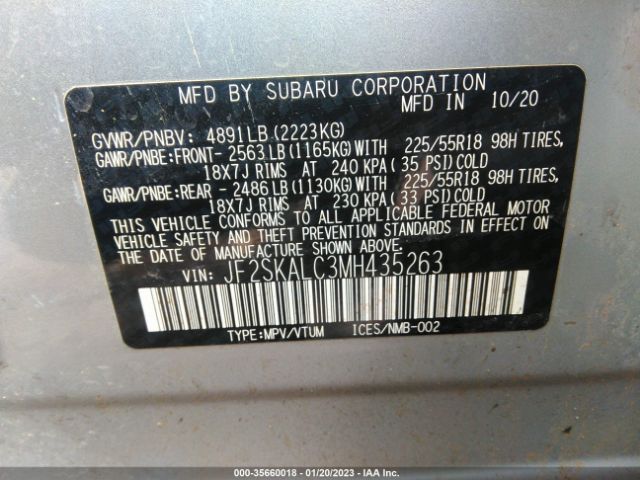 MFD BY SUBARU CORPORATION
MFD IN 10/20
GVWR/PNBV: 4891LB(2223KG)
GAWR/PNBE:FRONT- 2563LB(1165KG)WITH 225/55R18 98H TIRES,
18X7J RIMS AT 240 KPA(35 PSI)COLD
GAWR/PNBE:REAR - 2486LB(1130KG)WITH 225/55R18 98H TIRES,
18X7J RIMS AT 230 KPA(33 PSI)COLD
THIS VEHICLE CONFORMS TO ALL APPLICABLE FEDERAL MOTOR
VEHICLE SAFETY AND THEFT PREVENTION STANDARDS IN EFFECT ON
THE DATE OF MANUFACTURE SHOWN ABOVE.
VIN: JF2SKALC3MH435263
TYPE:MPV/VTUM ICES/NMB-002
000-35660018 - 01/20/2023 - IAA Inc.